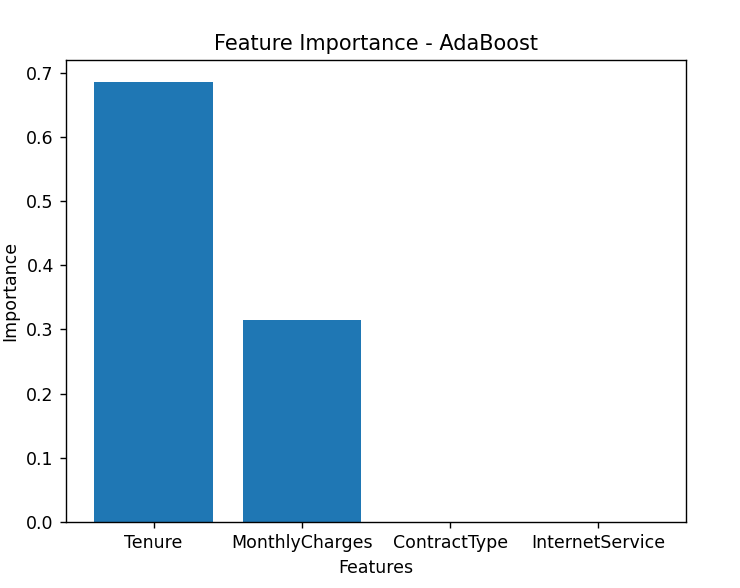 Feature Importance - AdaBoost
Importance
0.7
0.6
0.5
0.4
0.3
0.2
0.1
0.0
Tenure MonthlyCharges ContractType InternetService
Features